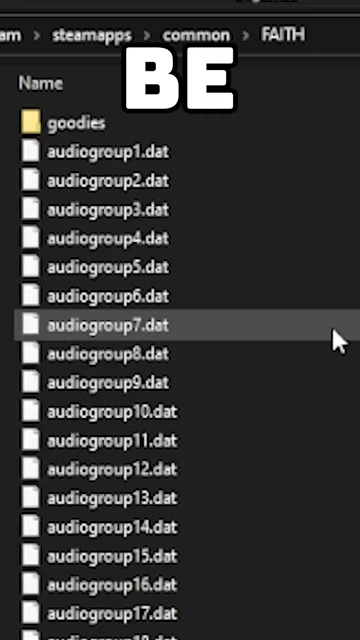 am > steamapps > common > FAITH
BE
Name
goodies
audiogroup1.dat
audiogroup2.dat
audiogroup3.dat
audiogroup4.dat
audiogroup5.dat
audiogroup6.dat
audiogroup7.dat
audiogroup8.dat
audiogroup9.dat
audiogroup10.dat
audiogroup11.dat
audiogroup12.dat
audiogroup13.dat
audiogroup14.dat
audiogroup15.dat
audiogroup16.dat
audiogroup17.dat